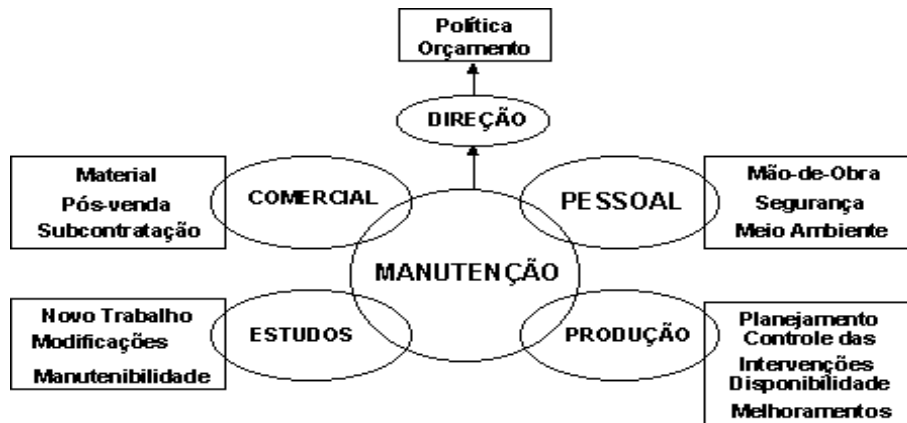 Política
Orçamento
DIREÇÃO
Material
Pós-venda
Subcontratação
COMERCIAL
PESSOAL
Mão-de-Obra
Segurança
Meio Ambiente
MANUTENÇÃO
Novo Trabalho
Modificações
Manutenibilidade
ESTUDOS
PRODUÇÃO
Planejamento
Controle das
Intervenções
Disponibilidade
Melhoramentos